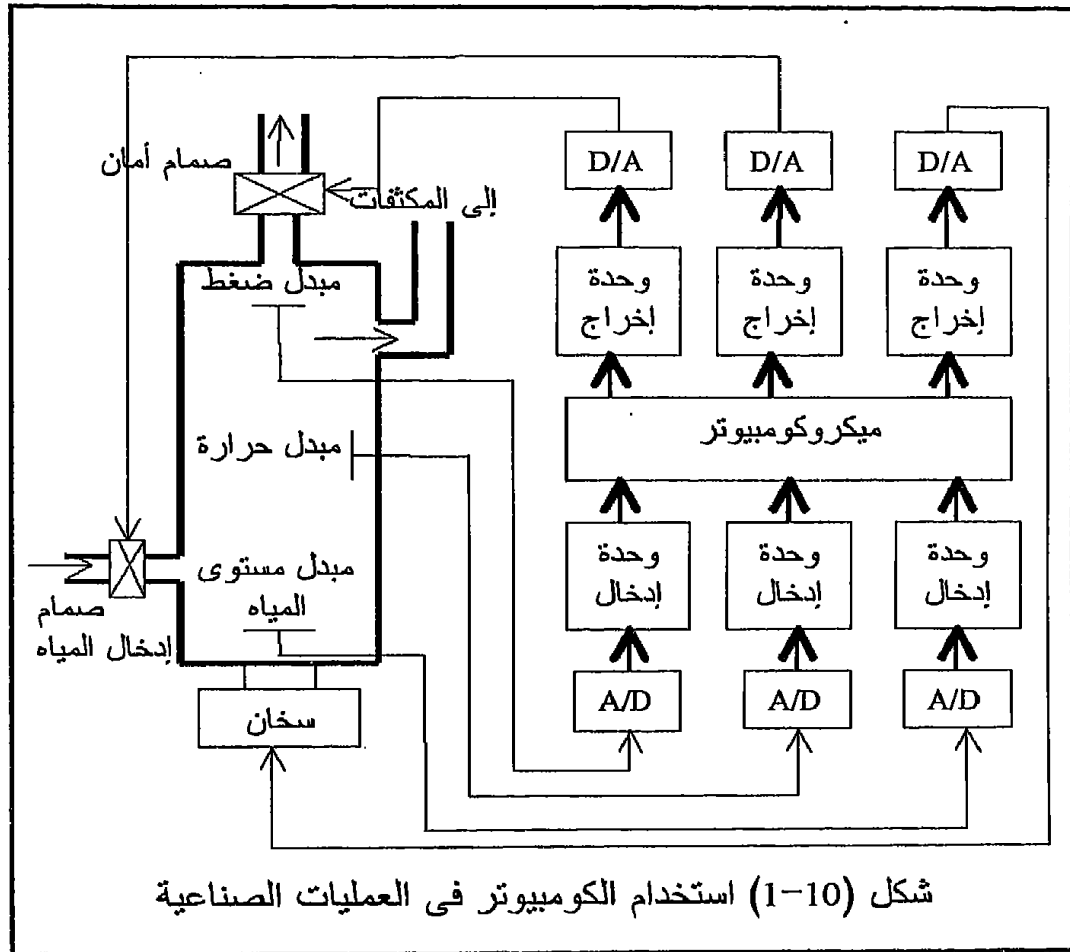 D/A
D/A
D/A
صمام أمان
إلى المكثفات
وحدة
إخراج
وحدة
إخراج
وحدة
إخراج
مبدل ضغط
ميكروكومبيوتر
مبدل حرارة
وحدة
إدخال
وحدة
إدخال
وحدة
إدخال
مبدل مستوى
المياه
صمام
إدخال المياه
A/D
A/D
A/D
سخان
شكل (10-1) استخدام الكومبيوتر فى العمليات الصناعية